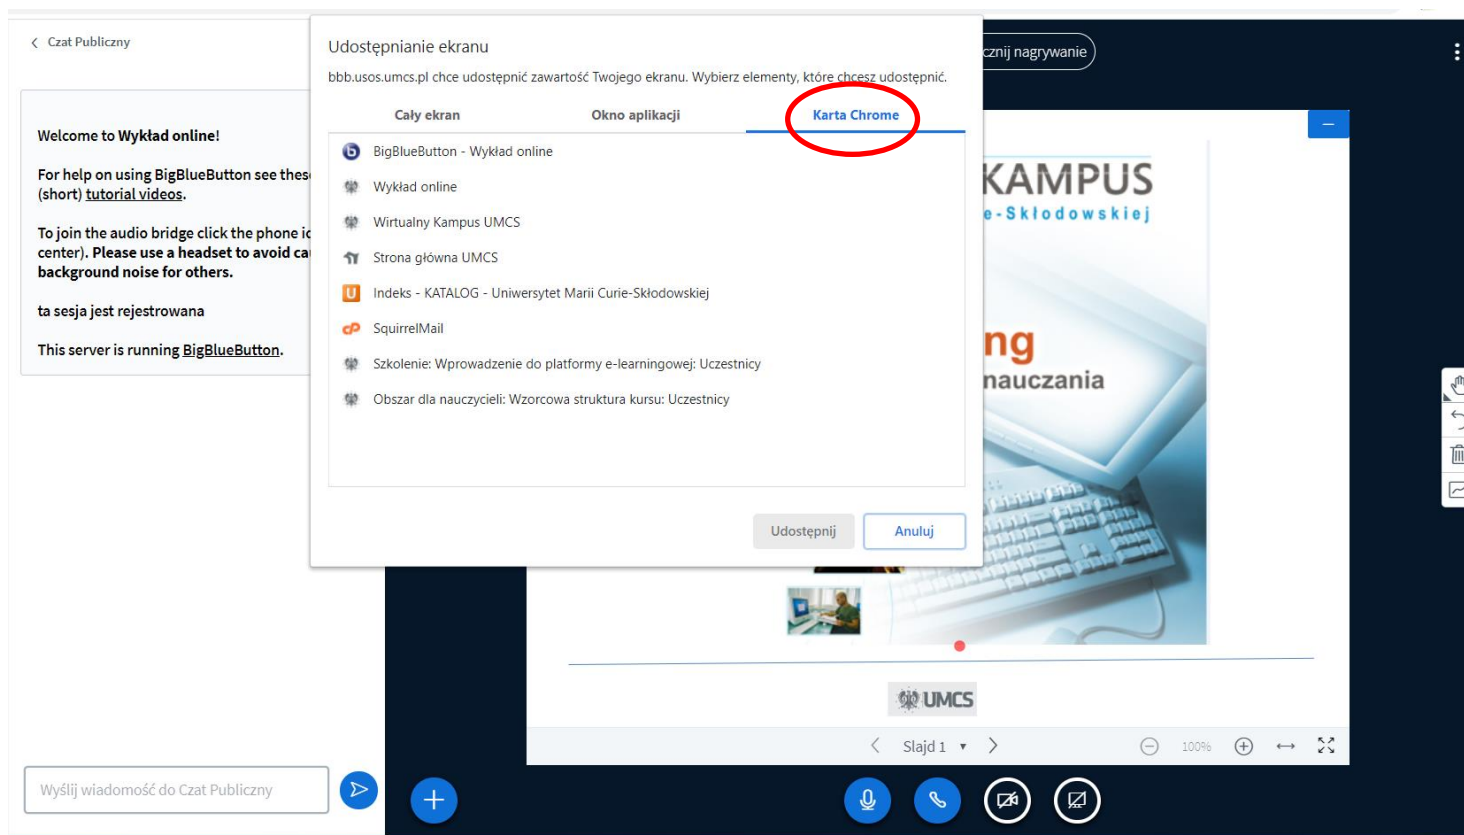 Czat Publiczny
Welcome to Wykład online!
For help on using BigBlueButton see these
(short) tutorial videos.
To join the audio bridge click the phone ic
center). Please use a headset to avoid ca
background noise for others.
ta sesja jest rejestrowana
This server is running BigBlueButton.
Wyślij wiadomość do Czat Publiczny
Udostępnianie ekranu
bbb.usos.umcs.pl chce udostępnić zawartość Twojego ekranu. Wybierz elementy, które chcesz udostępnić.
Cały ekran
Okno aplikacji
Karta Chrome
BigBlueButton - Wykład online
Wykład online
Wirtualny Kampus UMCS
Strona główna UMCS
Indeks - KATALOG - Uniwersytet Marii Curie-Skłodowskiej
SquirrelMail
Szkolenie: Wprowadzenie do platformy e-learningowej: Uczestnicy
Obszar dla nauczycieli: Wzorcowa struktura kursu: Uczestnicy
Udostępnij
Anuluj
cznij nagrywanie
KAMPUS
e-Skłodowskiej
ng
nauczania
UMCS
Slajd 1
100%